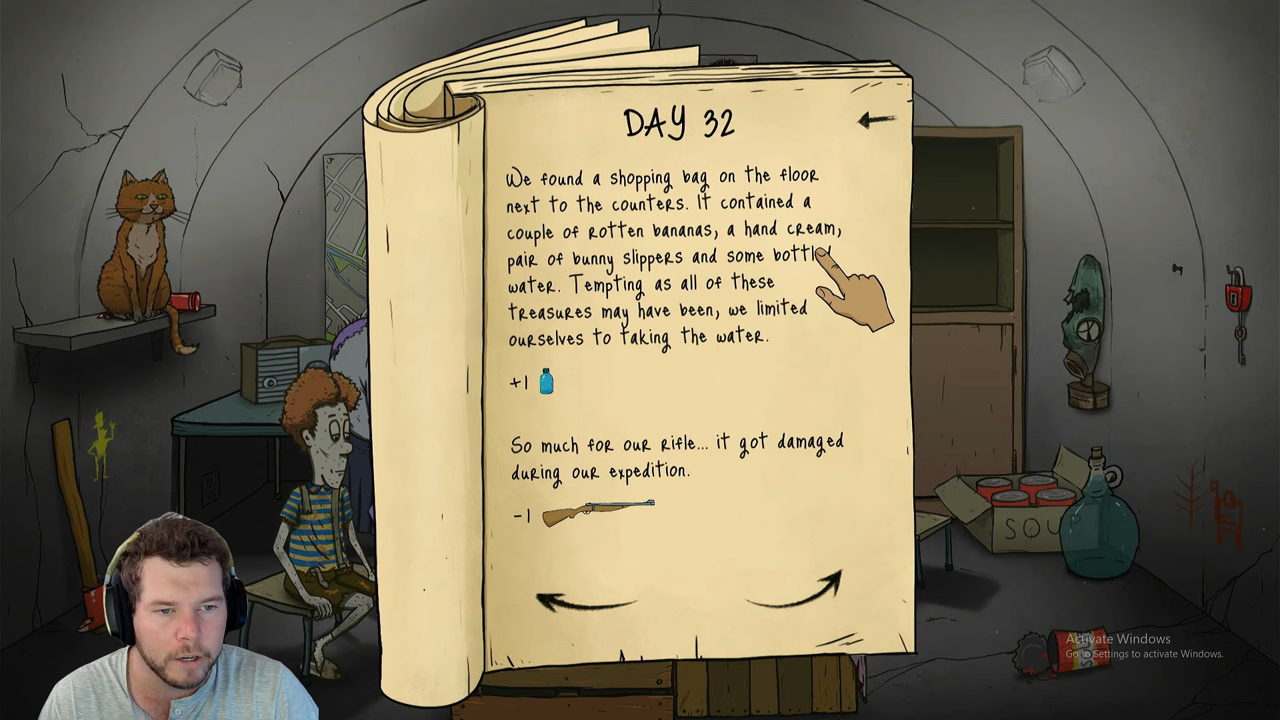 DAY 32
We found a shopping bag on the floor
next to the counters. It contained a
couple of rotten bananas, a hand cream,
pair of bunny slippers and some
water. Tempting as all of these
treasures may have been, we limited
ourselves to taking the water.
+1
So much for our rifle... it got damaged
during our expedition.
-1
SOU
Activate Windows
Go to Settings to activate Windows.